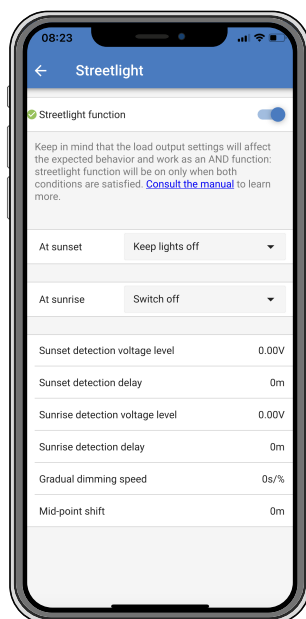 08:23
Streetlight
Streetlight function
Keep in mind that the load output settings will affect
the expected behavior and work as an AND function:
streetlight function will be on only when both
conditions are satisfied. Consult the manual to learn
more.
At sunset Keep lights off
At sunrise Switch off
Sunset detection voltage level 0.00V
Sunset detection delay 0m
Sunrise detection voltage level 0.00V
Sunrise detection delay 0m
Gradual dimming speed 0s/%
Mid-point shift 0m